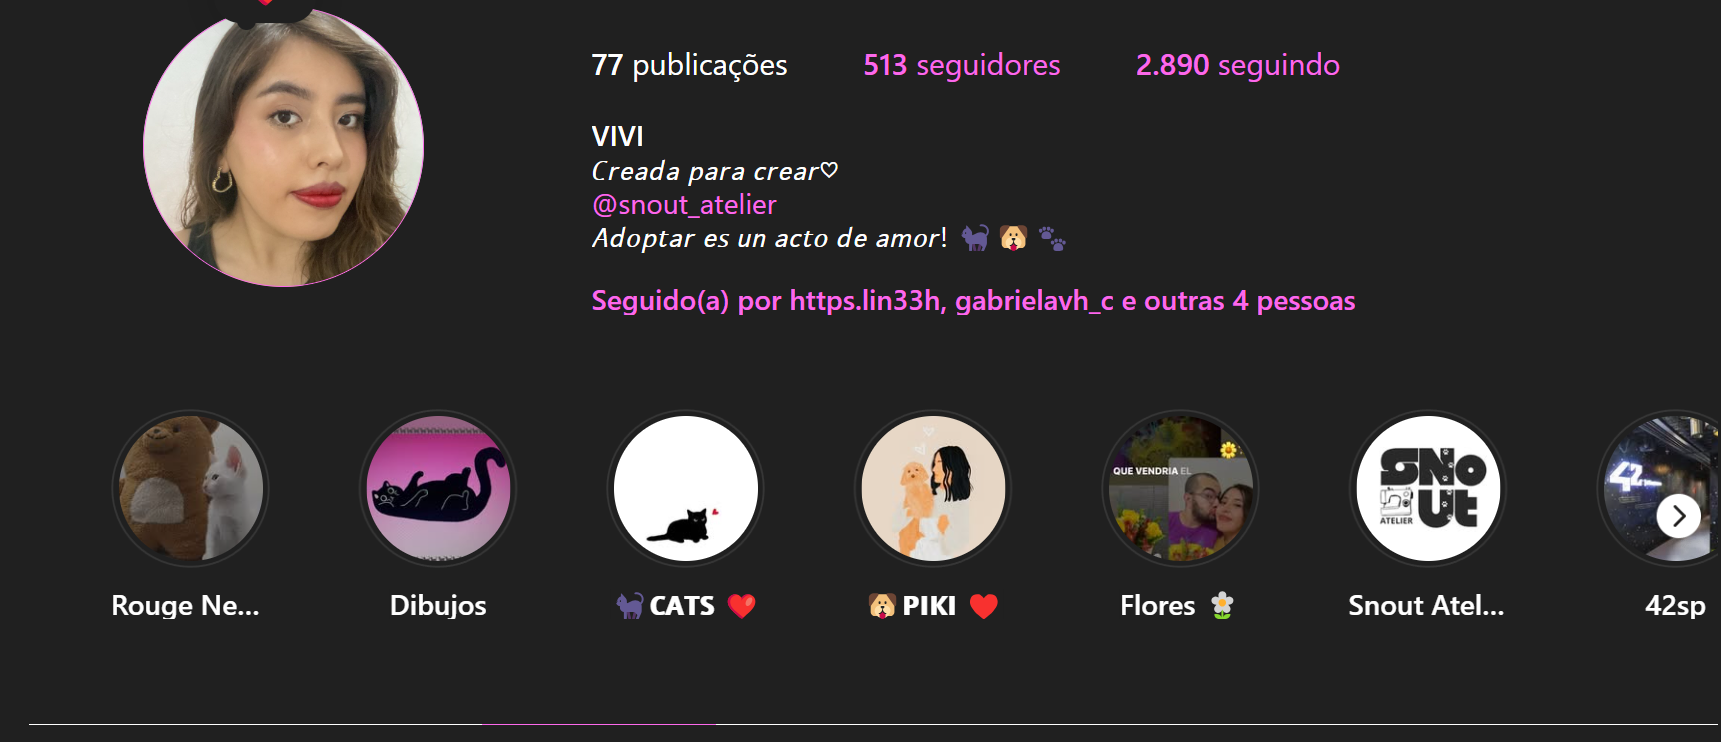 77 publicações 513 seguidores 2.890 seguindo
VIVI
Creada para crear♡
@snout_atelier
Adoptar es un acto de amor! 🐈‍⬛ 🐶 🐾
Seguido(a) por https.lin33h, gabrielavh_c e outras 4 pessoas
QUE VENDRIA EL
SNOUT
ATELIER
42
Rouge Ne... Dibujos 🐈‍⬛CATS ❤️ 🐶PIKI ♥️ Flores 🌼 Snout Atel... 42sp